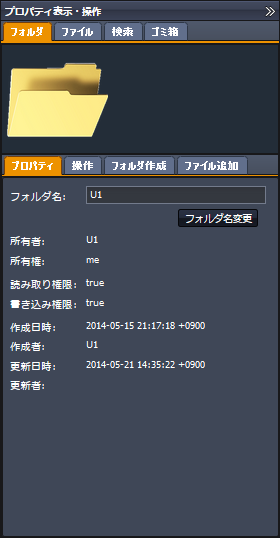 プロパティ表示・操作
フォルダ ファイル 検索 ゴミ箱
プロパティ 操作 フォルダ作成 ファイル追加
フォルダ名: U1
フォルダ名変更
所有者: U1
所有権: me
読み取り権限: true
書き込み権限: true
作成日時: 2014-05-15 21:17:18 +0900
作成者: U1
更新日時: 2014-05-21 14:35:22 +0900
更新者: